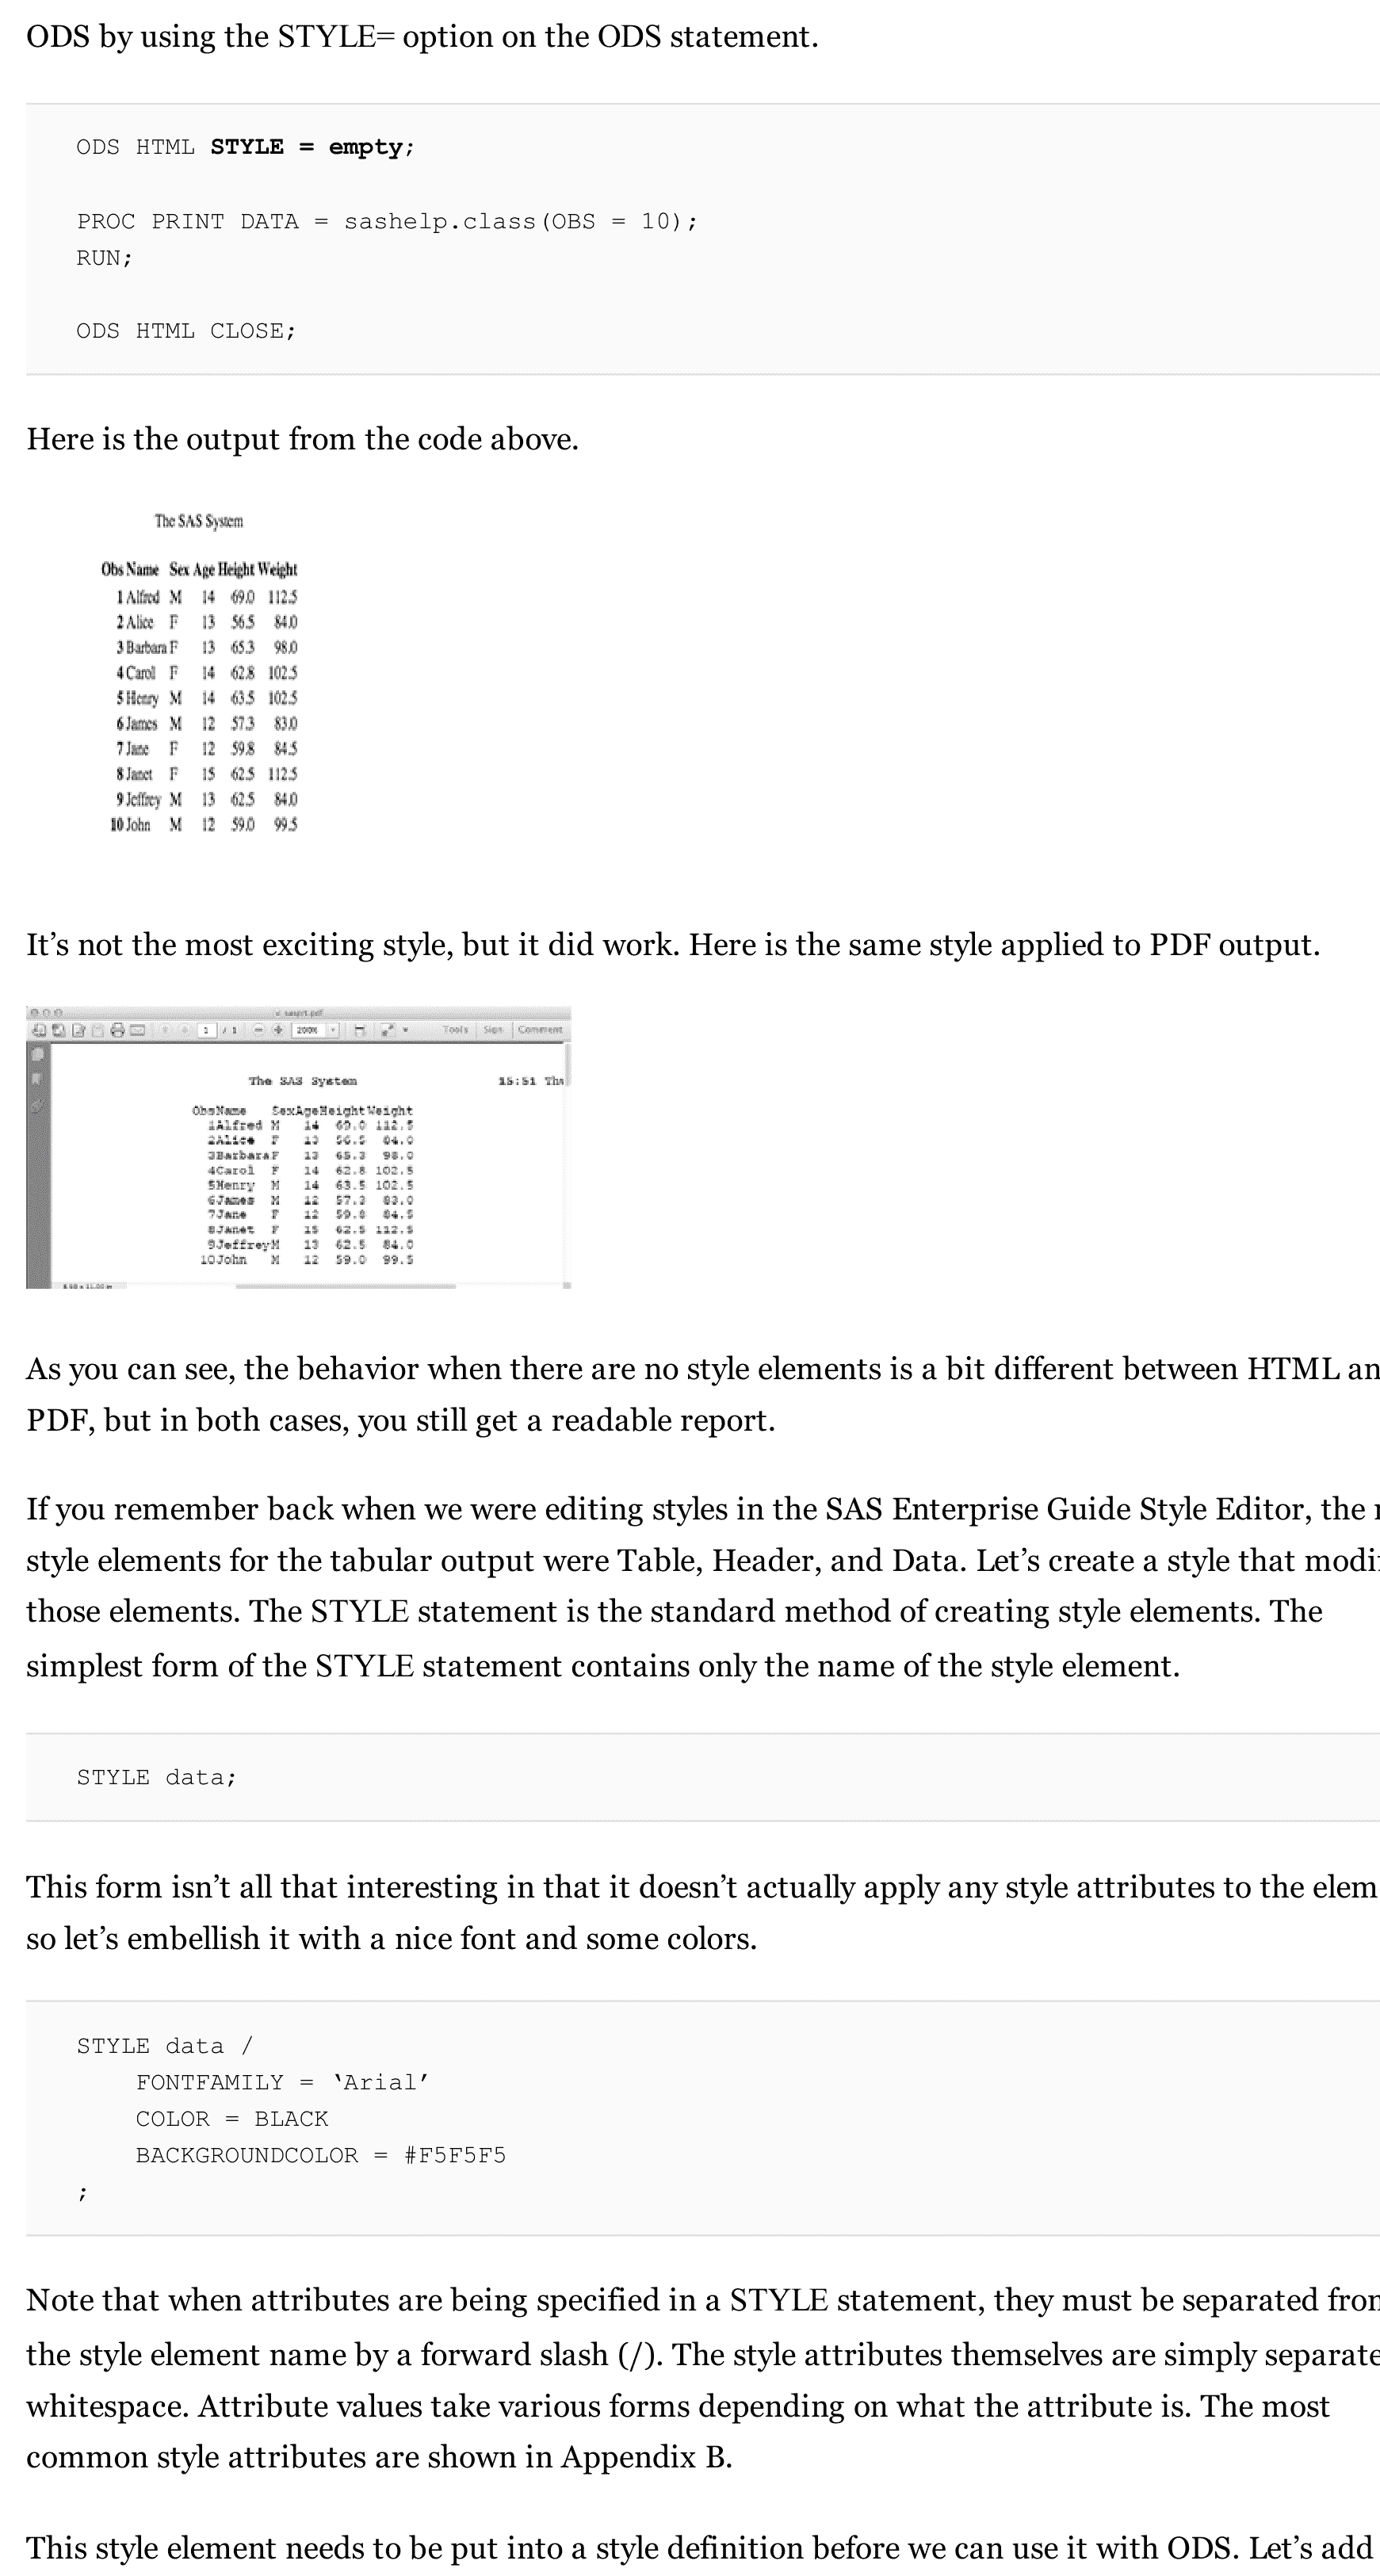 ODS by using the STYLE= option on the ODS statement.
ODS HTML STYLE = empty;
PROC PRINT DATA = sashelp.class(OBS = 10);
RUN;
ODS HTML CLOSE;
Here is the output from the code above.
The SAS System
Obs Name Sex Age Height Weight
1 Alfred M 14 69.0 112.5
2 Alice F 13 56.5 84.0
3 Barbara F 13 65.3 98.0
4 Carol F 14 62.8 102.5
5 Henry M 14 63.5 102.5
6 James M 12 57.3 83.0
7 Jane F 12 59.8 84.5
8 Janet F 15 62.5 112.5
9 Jeffrey M 13 62.5 84.0
10 John M 12 59.0 99.5
It’s not the most exciting style, but it did work. Here is the same style applied to PDF output.
sasprt.pdf
1 / 1 200% Tools Sign Comment
The SAS System 15:51 Thu
ObsName SexAgeHeightWeight
1Alfred M 14 69.0 112.5
2Alice F 13 56.5 84.0
3BarbaraF 13 65.3 98.0
4Carol F 14 62.8 102.5
5Henry M 14 63.5 102.5
6James M 12 57.3 83.0
7Jane F 12 59.8 84.5
8Janet F 15 62.5 112.5
9JeffreyM 13 62.5 84.0
10John M 12 59.0 99.5
As you can see, the behavior when there are no style elements is a bit different between HTML an
PDF, but in both cases, you still get a readable report.
If you remember back when we were editing styles in the SAS Enterprise Guide Style Editor, the
style elements for the tabular output were Table, Header, and Data. Let’s create a style that modi
those elements. The STYLE statement is the standard method of creating style elements. The
simplest form of the STYLE statement contains only the name of the style element.
STYLE data;
This form isn’t all that interesting in that it doesn’t actually apply any style attributes to the elem
so let’s embellish it with a nice font and some colors.
STYLE data /
FONTFAMILY = ‘Arial’
COLOR = BLACK
BACKGROUNDCOLOR = #F5F5F5
;
Note that when attributes are being specified in a STYLE statement, they must be separated from
the style element name by a forward slash (/). The style attributes themselves are simply separate
whitespace. Attribute values take various forms depending on what the attribute is. The most
common style attributes are shown in Appendix B.
This style element needs to be put into a style definition before we can use it with ODS. Let’s add